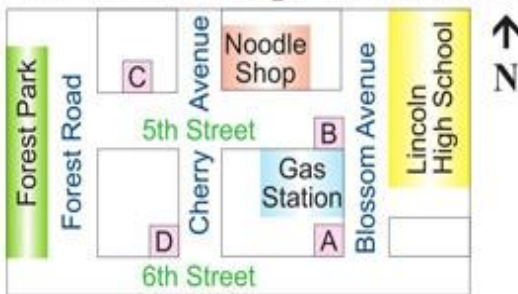 Noodle
Shop
C
Cherry Avenue
Blossom Avenue
Forest Park
Forest Road
Lincoln
High School
N
5th Street
B
Gas
Station
D
A
6th Street